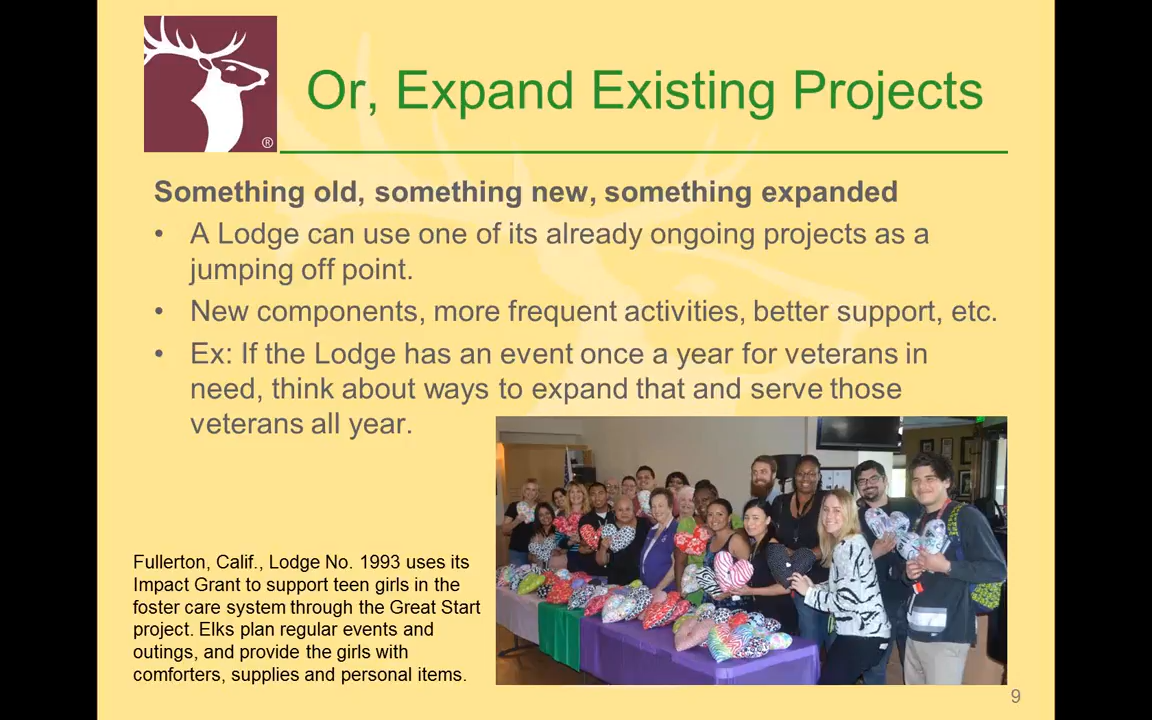 ®
Or, Expand Existing Projects
Something old, something new, something expanded
• A Lodge can use one of its already ongoing projects as a
jumping off point.
• New components, more frequent activities, better support, etc.
• Ex: If the Lodge has an event once a year for veterans in
need, think about ways to expand that and serve those
veterans all year.
Fullerton, Calif., Lodge No. 1993 uses its
Impact Grant to support teen girls in the
foster care system through the Great Start
project. Elks plan regular events and
outings, and provide the girls with
comforters, supplies and personal items.
9